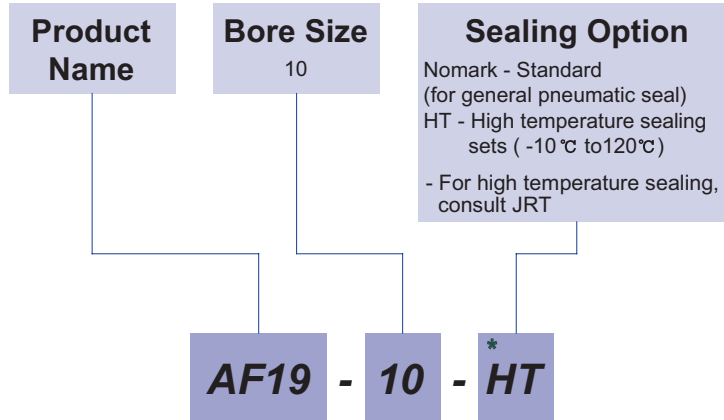 Product
Name
Bore Size
10
Sealing Option
Nomark - Standard
(for general pneumatic seal)
HT - High temperature sealing
sets ( -10℃ to120℃)
- For high temperature sealing,
consult JRT
AF19 - 10 - *HT